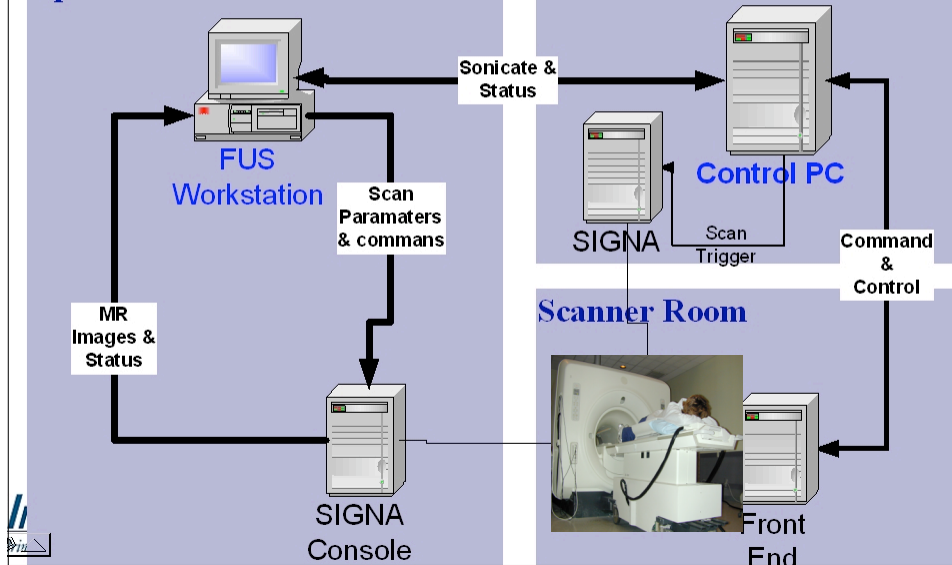 Sonicate &
Status
FUS
Workstation
Control PC
Scan
Paramaters
& commans
SIGNA
Scan
Trigger
Command
&
Control
MR
Images &
Status
Scanner Room
SIGNA
Console
Front
End